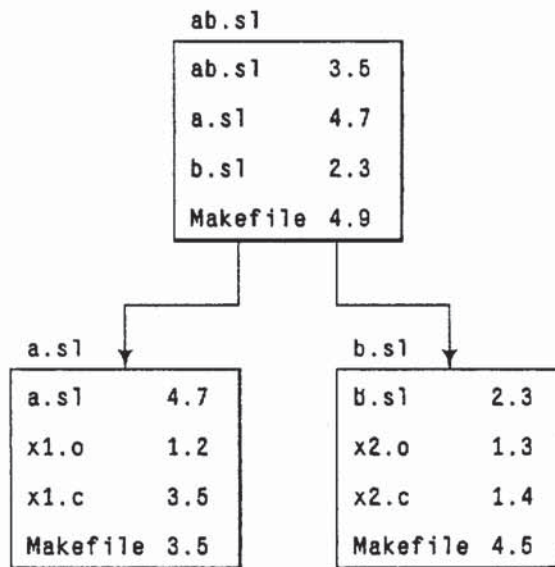 ab.sl
ab.sl 3.5
a.sl 4.7
b.sl 2.3
Makefile 4.9
a.sl
a.sl 4.7
x1.o 1.2
x1.c 3.5
Makefile 3.5
b.sl
b.sl 2.3
x2.o 1.3
x2.c 1.4
Makefile 4.5